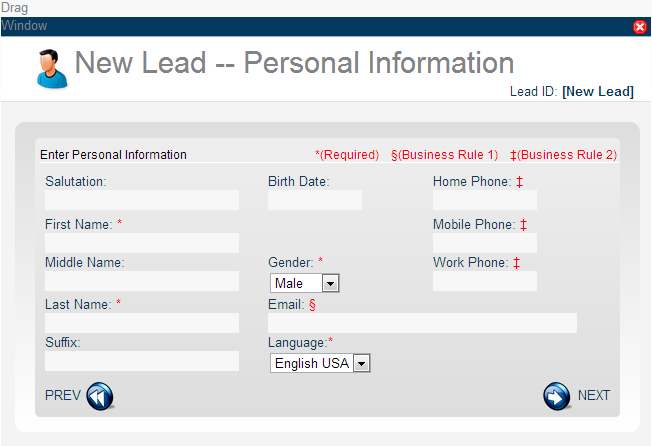 Drag
Window
New Lead -- Personal Information
Lead ID: [New Lead]
Enter Personal Information *(Required) §(Business Rule 1) ‡(Business Rule 2)
Salutation: Birth Date: Home Phone: ‡
First Name: * Mobile Phone: ‡
Middle Name: Gender: * Work Phone: ‡
Male
Last Name: * Email: §
Suffix: Language:*
English USA
PREV NEXT